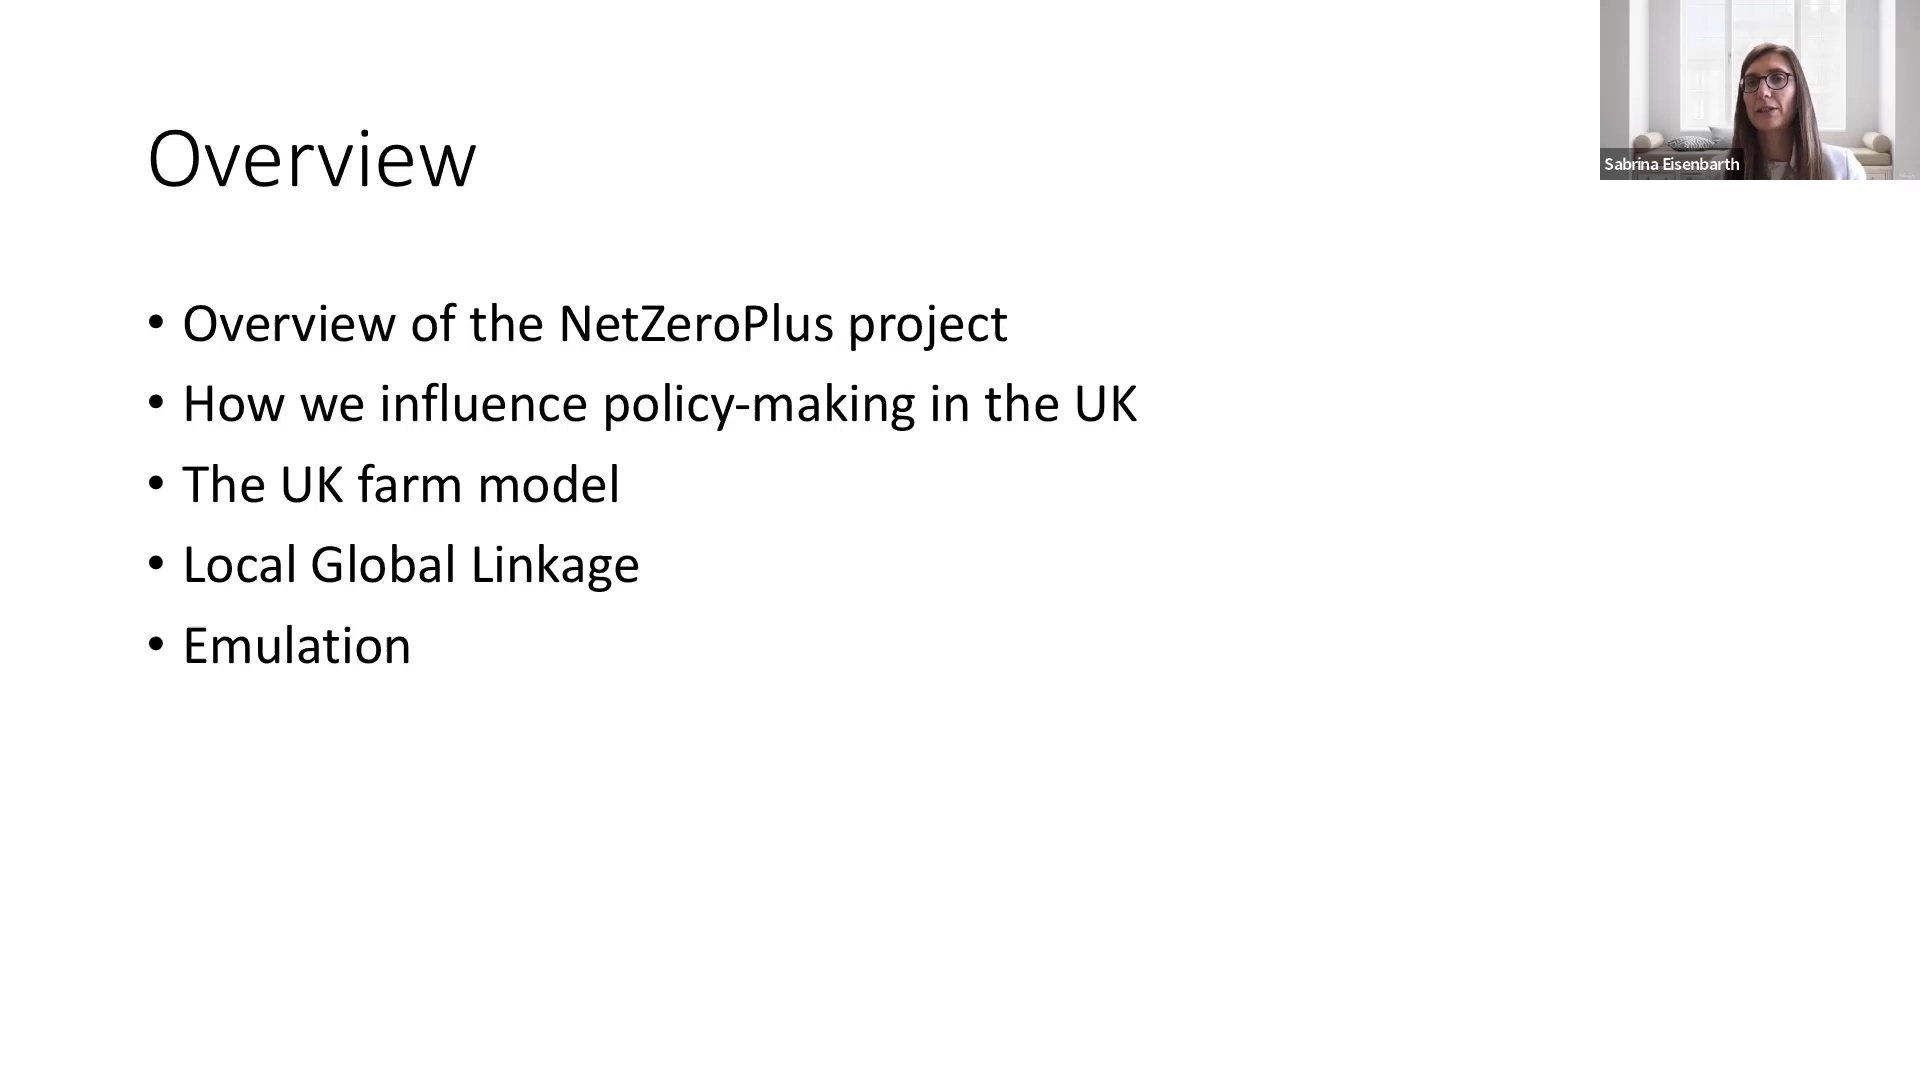 Overview
• Overview of the NetZeroPlus project
• How we influence policy-making in the UK
• The UK farm model
• Local Global Linkage
• Emulation
Sabrina Eisenbarth